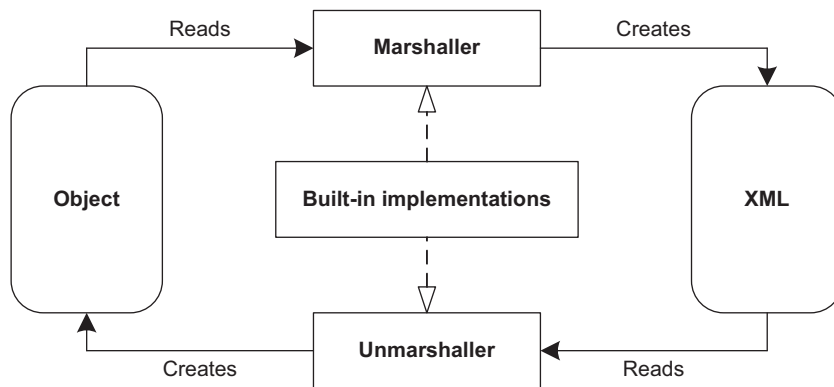 Reads
Creates
Marshaller
Object
Built-in implementations
XML
Unmarshaller
Creates
Reads